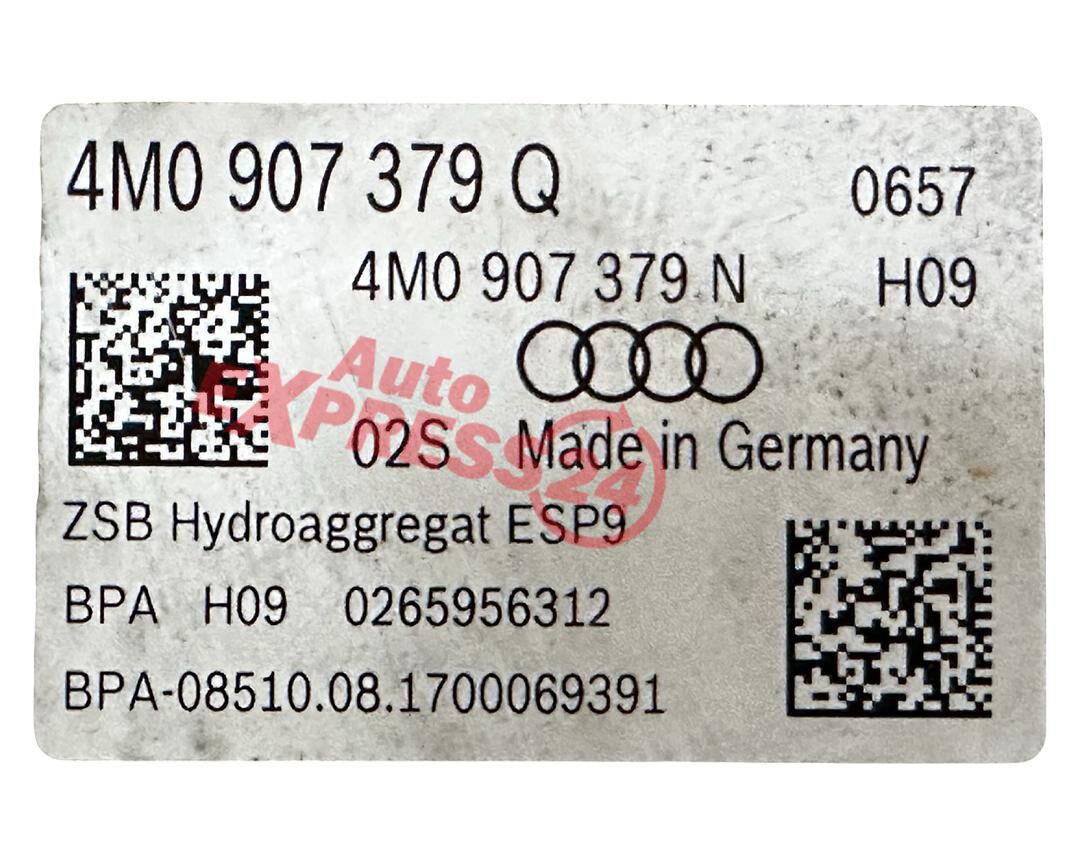 4M0 907 379 Q 0657
4M0 907 379 N H09
Auto
EXPRESS24
02S Made in Germany
ZSB Hydroaggregat ESP9
BPA H09 0265956312
BPA-08510.08.1700069391